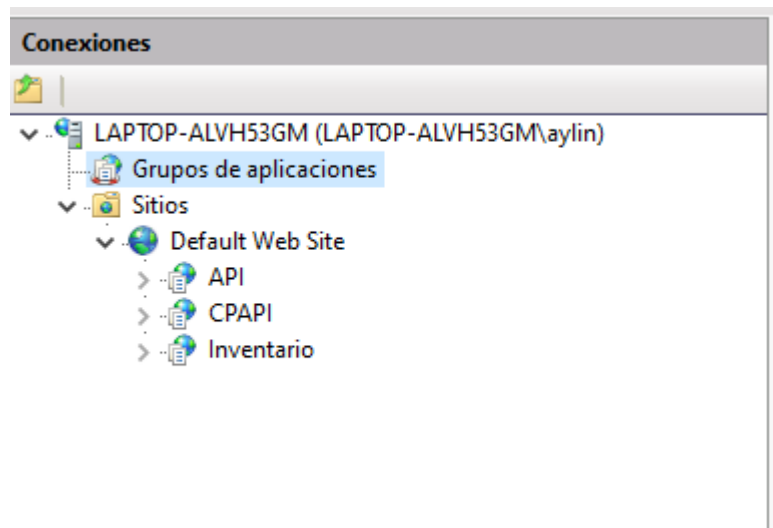 Conexiones
LAPTOP-ALVH53GM (LAPTOP-ALVH53GM\aylin)
Grupos de aplicaciones
Sitios
Default Web Site
API
CPAPI
Inventario